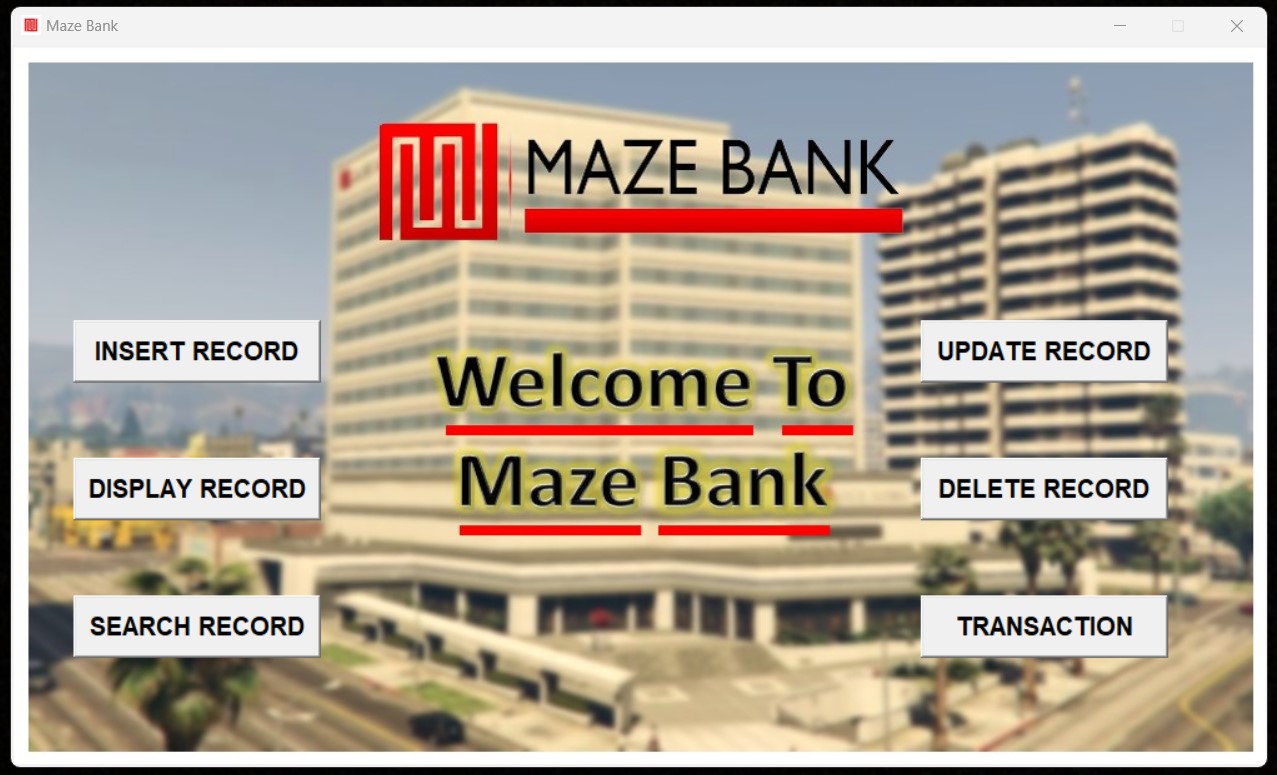 Maze Bank
MAZE BANK
INSERT RECORD
UPDATE RECORD
Welcome To
Maze Bank
DISPLAY RECORD
DELETE RECORD
SEARCH RECORD
TRANSACTION